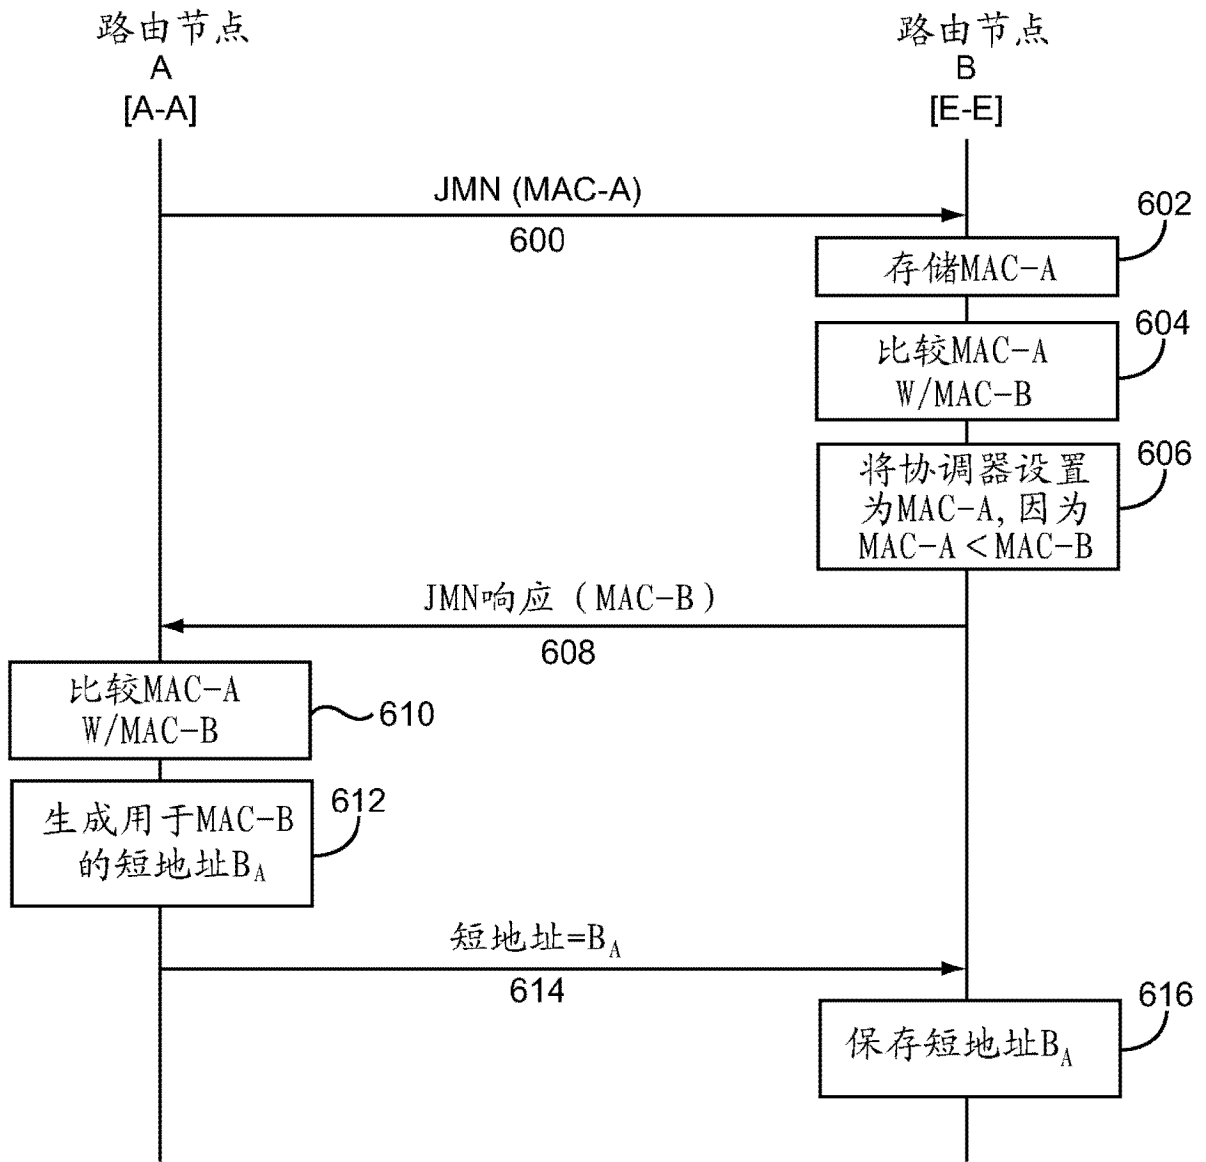 路由节点
A
[A-A]
路由节点
B
[E-E]
JMN (MAC-A)
600
602
存储MAC-A
604
比较MAC-A
W/MAC-B
606
将协调器设置
为MAC-A, 因为
MAC-A<MAC-B
JMN响应 (MAC-B)
608
比较MAC-A
W/MAC-B
610
612
生成用于MAC-B
的短地址BA
短地址=BA
614
616
保存短地址BA